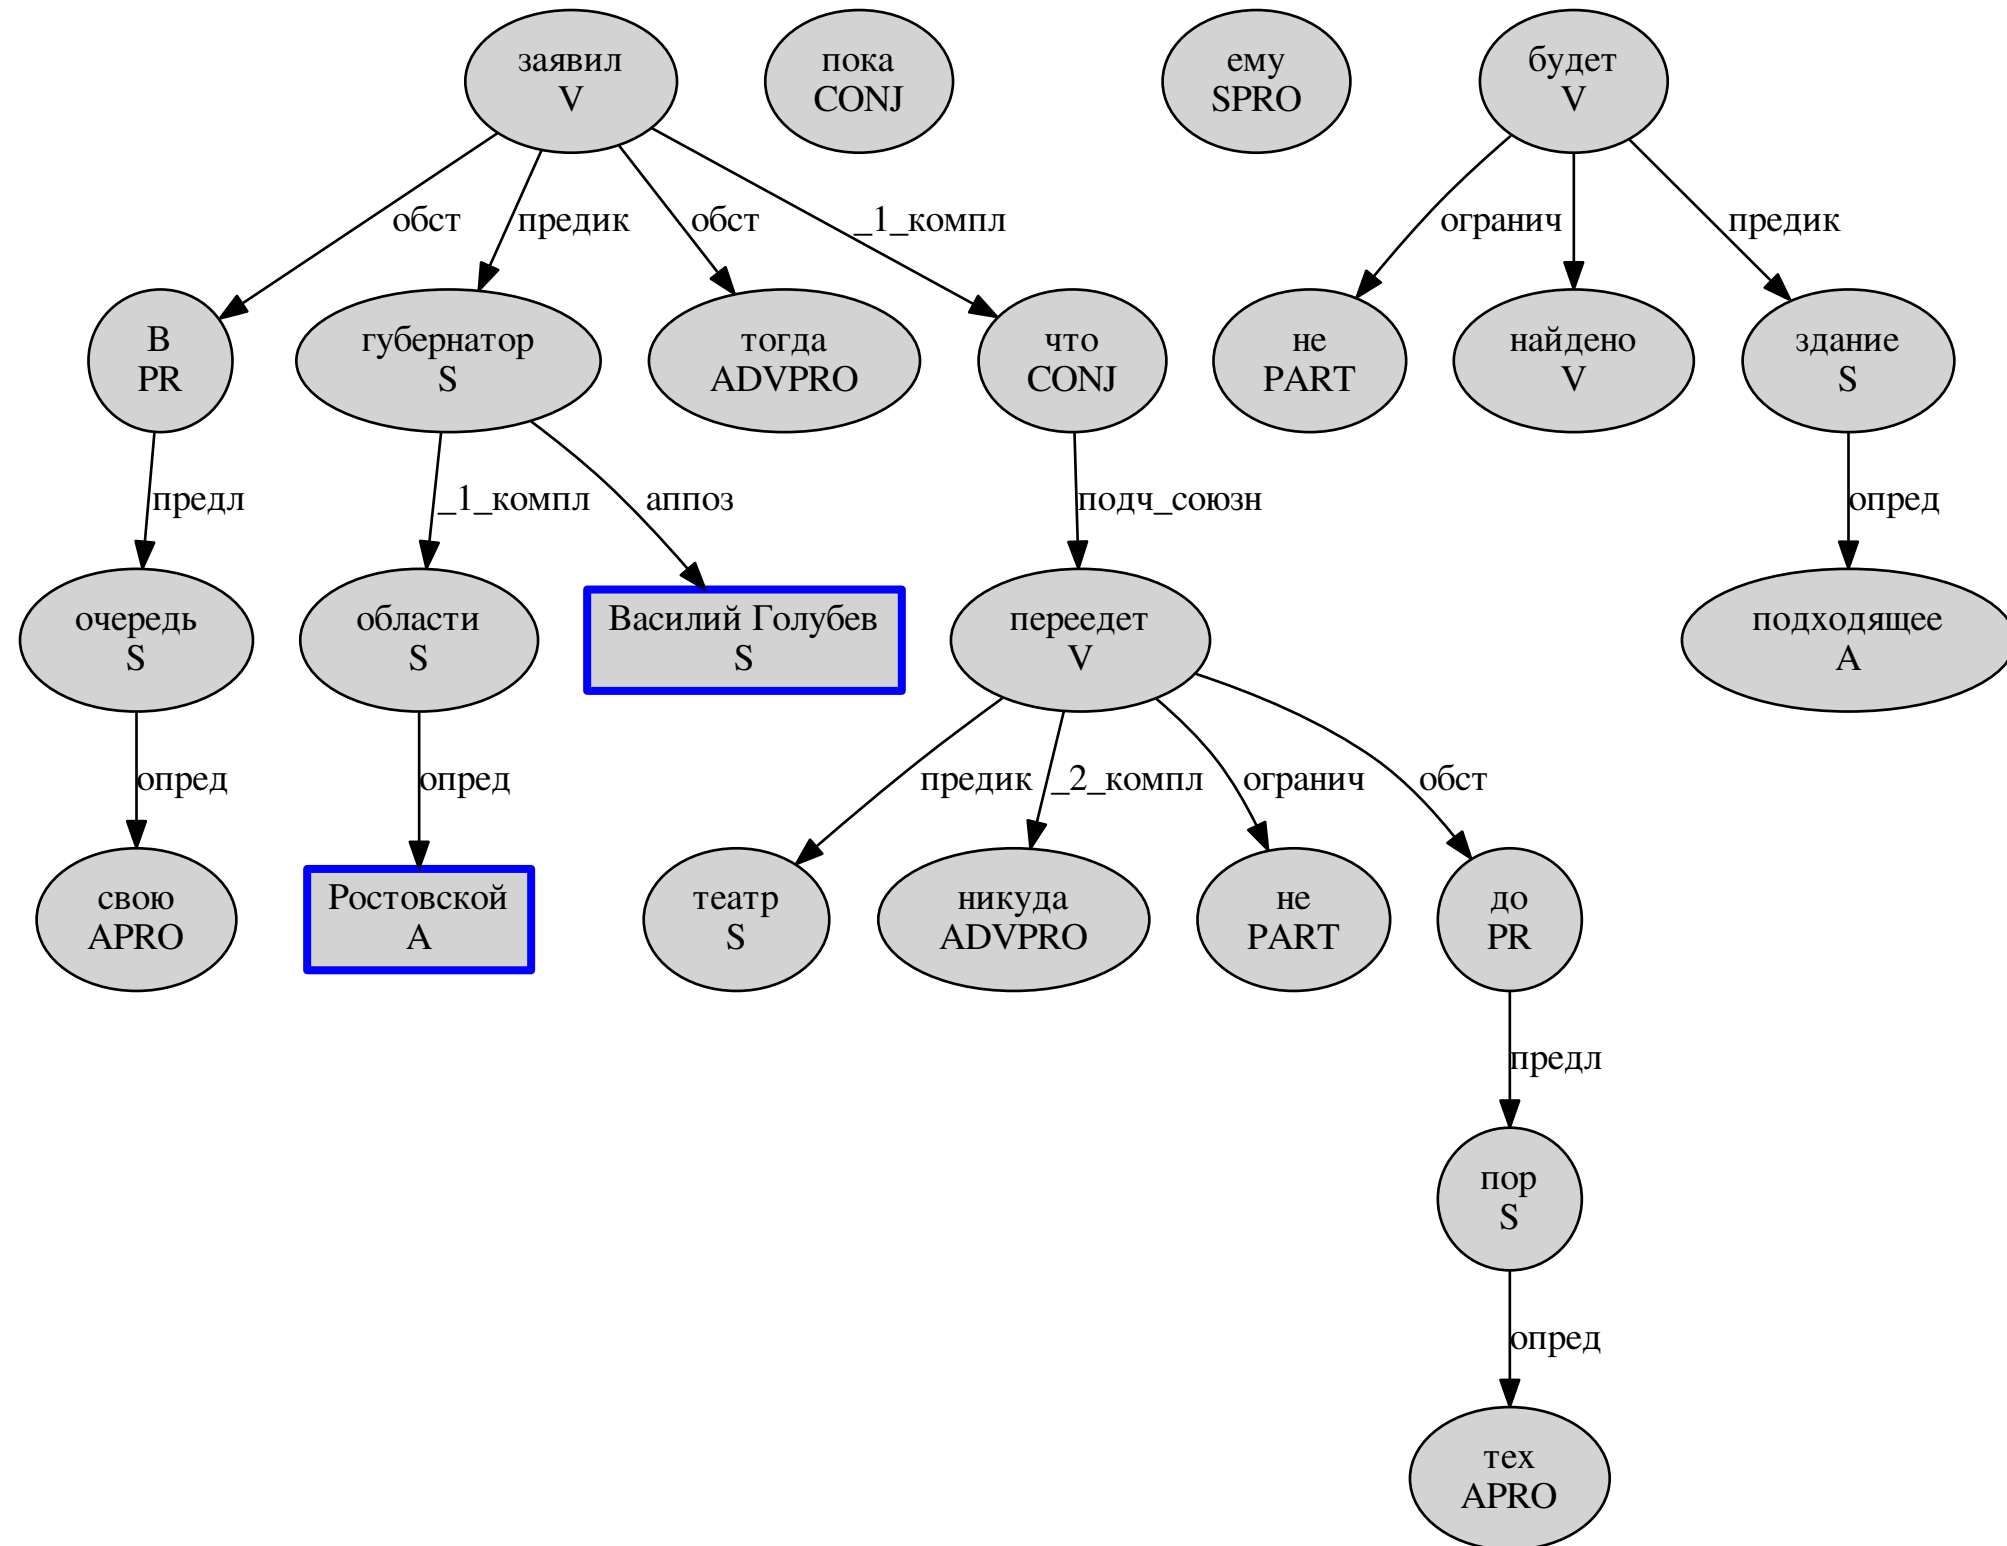 заявил
V
пока
CONJ
ему
SPRO
будет
V
обст
предик
обст
_1_компл
огранич
предик
В
PR
губернатор
S
тогда
ADVPRO
что
CONJ
не
PART
найдено
V
здание
S
предл
_1_компл
аппоз
подч_союзн
опред
очередь
S
области
S
Василий Голубев
S
переедет
V
подходящее
A
опред
опред
предик
_2_компл
огранич
обст
свою
APRO
Ростовской
A
театр
S
никуда
ADVPRO
не
PART
до
PR
предл
пор
S
опред
тех
APRO